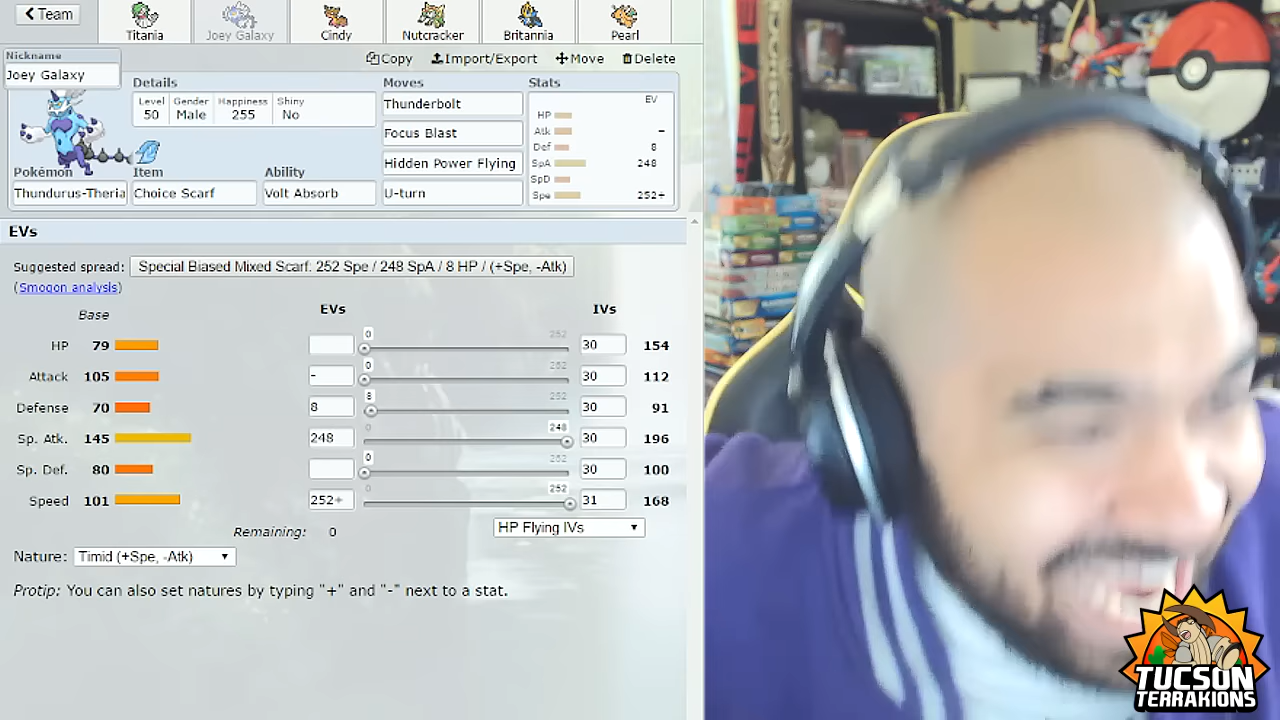 Team
Titania
Joey Galaxy
Cindy
Nutcracker
Britannia
Pearl
Nickname
Joey Galaxy
Copy
Import/Export
Move
Delete
Details
Moves
Stats
Level
Gender
Happiness
Shiny
50
Male
255
No
Thunderbolt
Focus Blast
Hidden Power Flying
U-turn
EV
HP
Atk -
Def 8
SpA 248
SpD
Spe 252+
Pokémon
Item
Ability
Thundurus-Theria
Choice Scarf
Volt Absorb
EVs
Suggested spread: Special Biased Mixed Scarf: 252 Spe / 248 SpA / 8 HP / (+Spe, -Atk)
(Smogon analysis)
Base
EVs
IVs
HP 79 0 252 30 154
Attack 105 - 0 252 30 112
Defense 70 8 8 252 30 91
Sp. Atk. 145 248 0 248 30 196
Sp. Def. 80 0 252 30 100
Speed 101 252+ 0 252 31 168
Remaining: 0
HP Flying IVs
Nature: Timid (+Spe, -Atk)
Protip: You can also set natures by typing "+" and "-" next to a stat.
TUCSON
TERRAKIONS